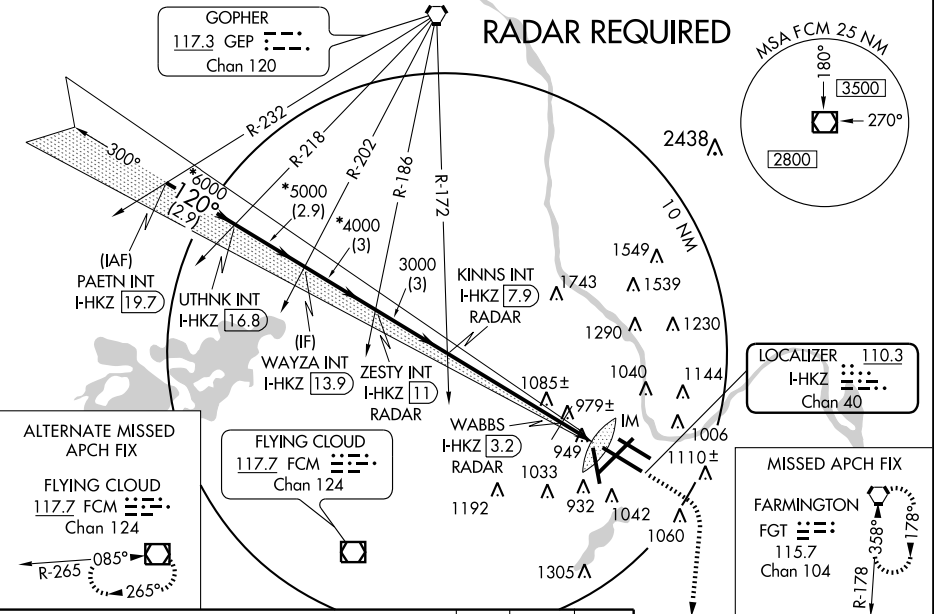 GOPHER
117.3 GEP
Chan 120
RADAR REQUIRED
MSA FCM 25 NM
180°
3500
270°
2800
R-232
R-218
R-202
R-186
R-172
2438
10 NM
300°
*6000
120°
(2.9)
*5000
(2.9)
*4000
(3)
3000
(3)
(IAF)
PAETN INT
I-HKZ 19.7
UTHNK INT
I-HKZ 16.8
(IF)
WAYZA INT
I-HKZ 13.9
ZESTY INT
I-HKZ 11
RADAR
KINNS INT
I-HKZ 7.9
RADAR
1743
1549
1539
1290
1230
1040
1144
1085±
979±
IM
949
1006
1110±
WABBS
I-HKZ 3.2
RADAR
1033
1192
932
1042
1060
1305
LOCALIZER 110.3
I-HKZ
Chan 40
ALTERNATE MISSED
APCH FIX
FLYING CLOUD
117.7 FCM
Chan 124
085°
R-265
265°
FLYING CLOUD
117.7 FCM
Chan 124
MISSED APCH FIX
FARMINGTON
FGT
115.7
Chan 104
R-178
358°
178°